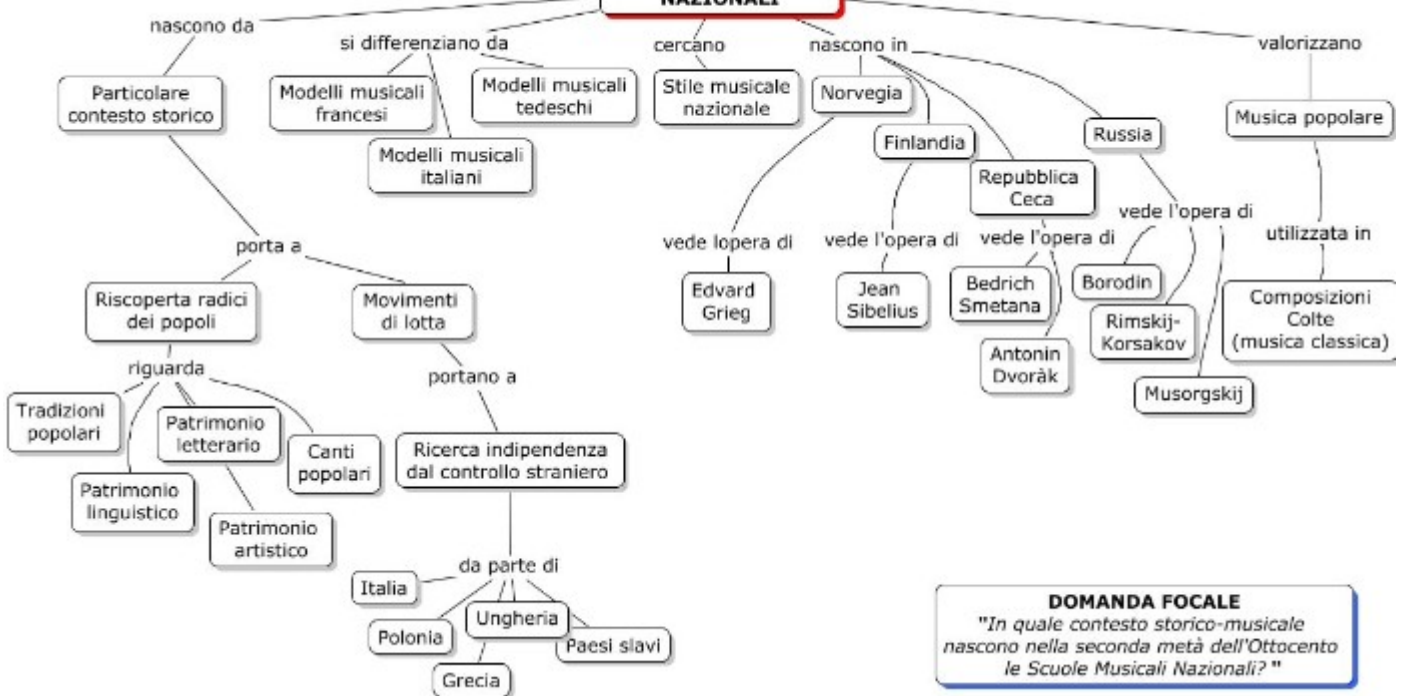 NAZIONALI
nascono da
si differenziano da
cercano
nascono in
valorizzano
Particolare
contesto storico
Modelli musicali
francesi
Modelli musicali
tedeschi
Modelli musicali
italiani
Stile musicale
nazionale
Norvegia
Finlandia
Repubblica
Ceca
Russia
Musica popolare
porta a
vede lopera di
vede l'opera di
vede l'opera di
vede l'opera di
utilizzata in
Riscoperta radici
dei popoli
Movimenti
di lotta
Edvard
Grieg
Jean
Sibelius
Bedrich
Smetana
Antonin
Dvoràk
Borodin
Rimskij-
Korsakov
Musorgskij
Composizioni
Colte
(musica classica)
riguarda
portano a
Tradizioni
popolari
Patrimonio
linguistico
Patrimonio
letterario
Patrimonio
artistico
Canti
popolari
Ricerca indipendenza
dal controllo straniero
da parte di
Italia
Polonia
Grecia
Ungheria
Paesi slavi
DOMANDA FOCALE
"In quale contesto storico-musicale
nascono nella seconda metà dell'Ottocento
le Scuole Musicali Nazionali? "